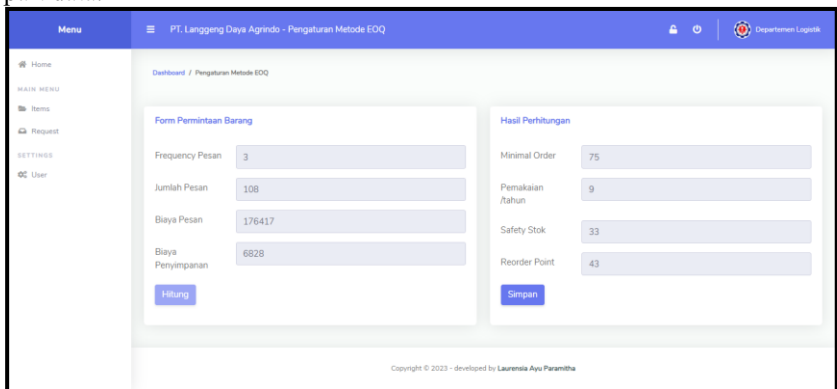 Menu
PT. Langgeng Daya Agrindo - Pengaturan Metode EOQ
Departemen Logistik
Home
MAIN MENU
Items
Request
SETTINGS
User
Dashboard / Pengaturan Metode EOQ
Form Permintaan Barang
Frequency Pesan 3
Jumlah Pesan 108
Biaya Pesan 176417
Biaya
Penyimpanan 6828
Hitung
Hasil Perhitungan
Minimal Order 75
Pemakaian
/tahun 9
Safety Stok 33
Reorder Point 43
Simpan
Copyright © 2023 - developed by Laurensia Ayu Paramitha